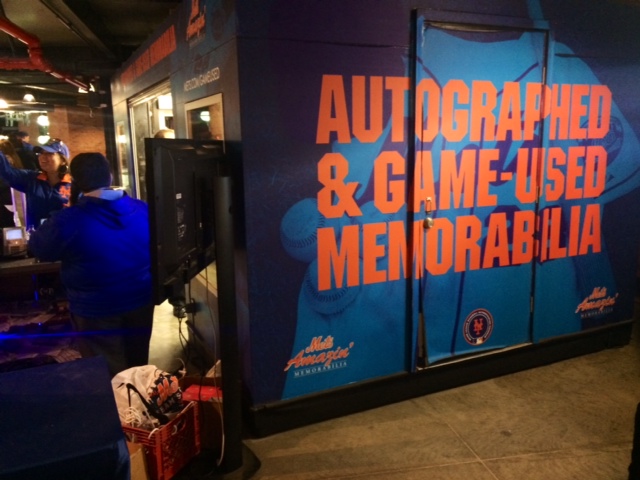 AUTOGRAPHED
& GAME-USED
MEMORABILIA
Mets
Amazin'
MEMORABILIA
Mets
Amazin'
MEMORABILIA